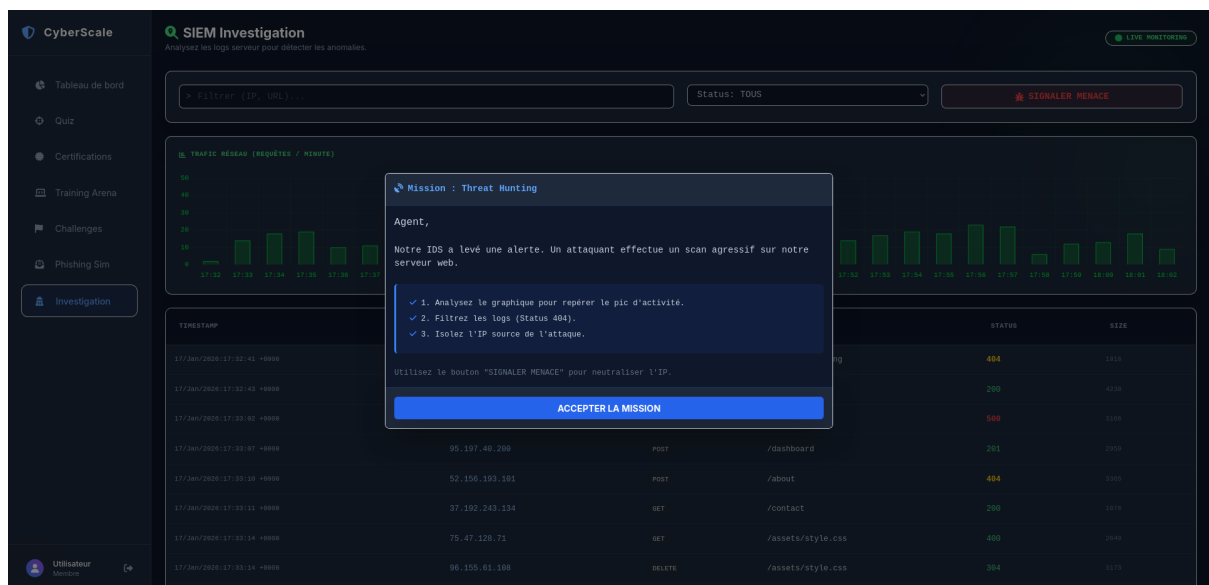 CyberScale
SIEM Investigation
Analysez les logs serveur pour détecter les anomalies.
LIVE MONITORING
Tableau de bord
Quiz
Certifications
Training Arena
Challenges
Phishing Sim
Investigation
> Filtrer (IP, URL)...
Status: TOUS
SIGNALER MENACE
TRAFIC RÉSEAU (REQUÊTES / MINUTE)
50
40
30
20
10
0
17:32 17:33 17:34 17:35 17:36 17:37 17:52 17:53 17:54 17:55 17:56 17:57 17:58 17:59 18:00 18:01 18:02
Mission : Threat Hunting
Agent,
Notre IDS a levé une alerte. Un attaquant effectue un scan agressif sur notre
serveur web.
1. Analysez le graphique pour repérer le pic d'activité.
2. Filtrez les logs (Status 404).
3. Isolez l'IP source de l'attaque.
Utilisez le bouton "SIGNALER MENACE" pour neutraliser l'IP.
ACCEPTER LA MISSION
TIMESTAMP STATUS SIZE
17/Jan/2026:17:32:41 +0000 404
17/Jan/2026:17:32:43 +0000 200
17/Jan/2026:17:33:02 +0000 500
17/Jan/2026:17:33:07 +0000 95.197.40.200 POST /dashboard 201
17/Jan/2026:17:33:10 +0000 52.156.193.101 POST /about 404
17/Jan/2026:17:33:11 +0000 37.192.243.134 GET /contact 200
17/Jan/2026:17:33:14 +0000 75.47.128.71 GET /assets/style.css 400
17/Jan/2026:17:33:14 +0000 96.155.61.108 DELETE /assets/style.css 304
Utilisateur
Membre